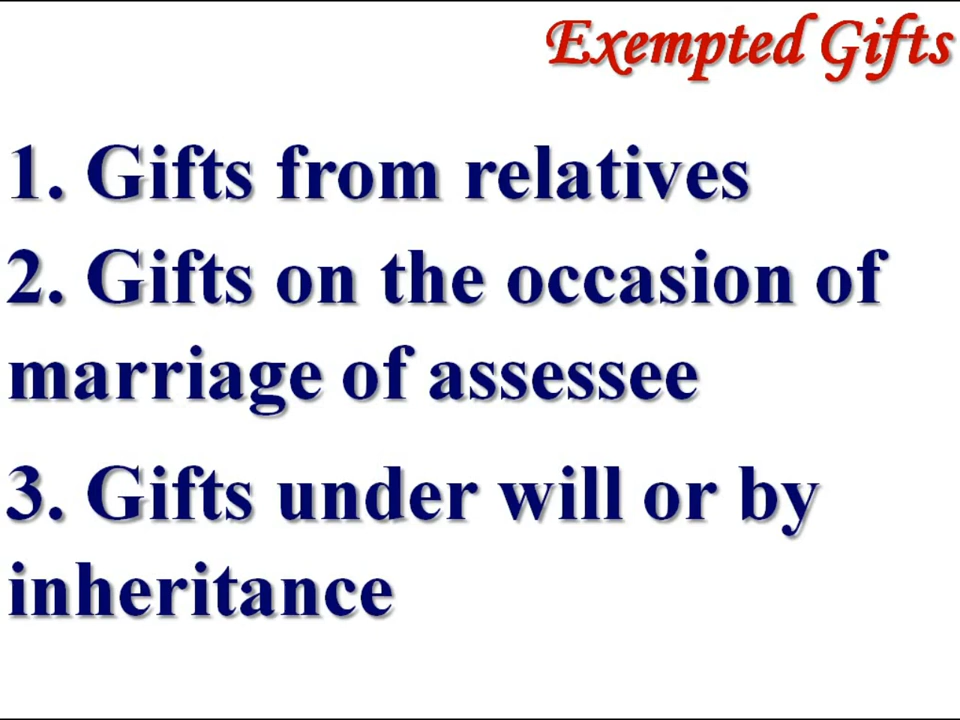 Exempted Gifts
1. Gifts from relatives
2. Gifts on the occasion of
marriage of assessee
3. Gifts under will or by
inheritance